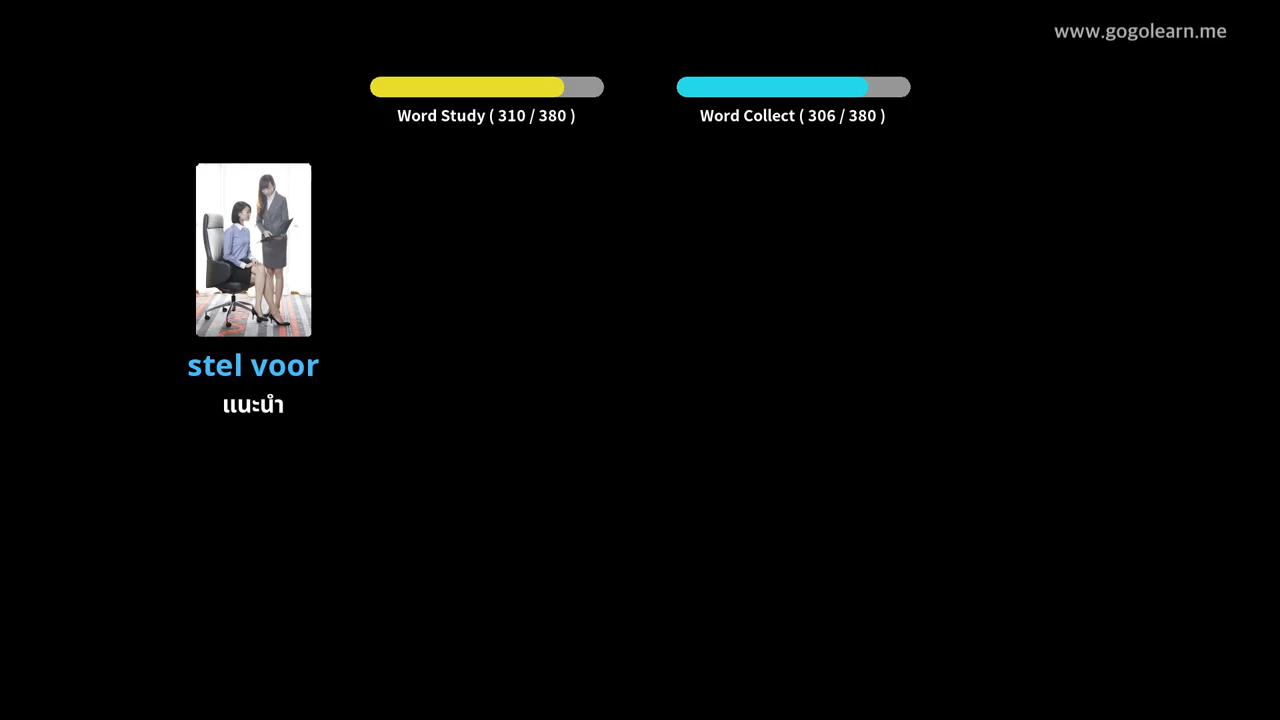 www.gogolearn.me
Word Study ( 310 / 380 )
Word Collect ( 306 / 380 )
stel voor
แนะนำ